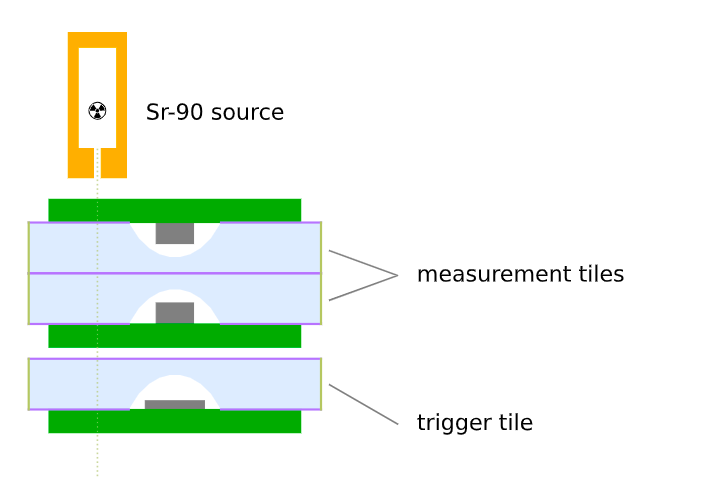 Sr-90 source
measurement tiles
trigger tile